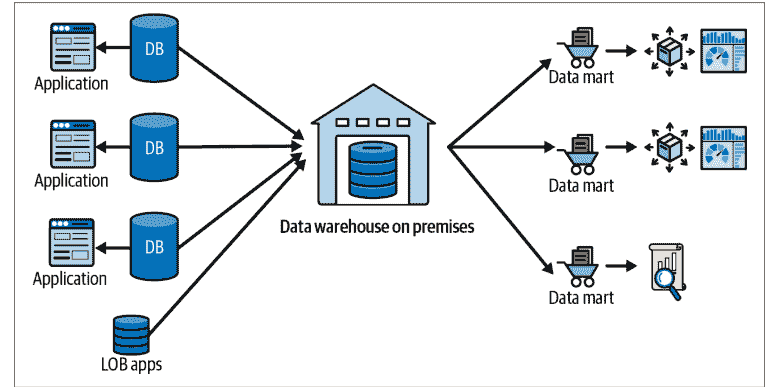 DB
Application
DB
Application
DB
Application
LOB apps
Data warehouse on premises
Data mart
Data mart
Data mart